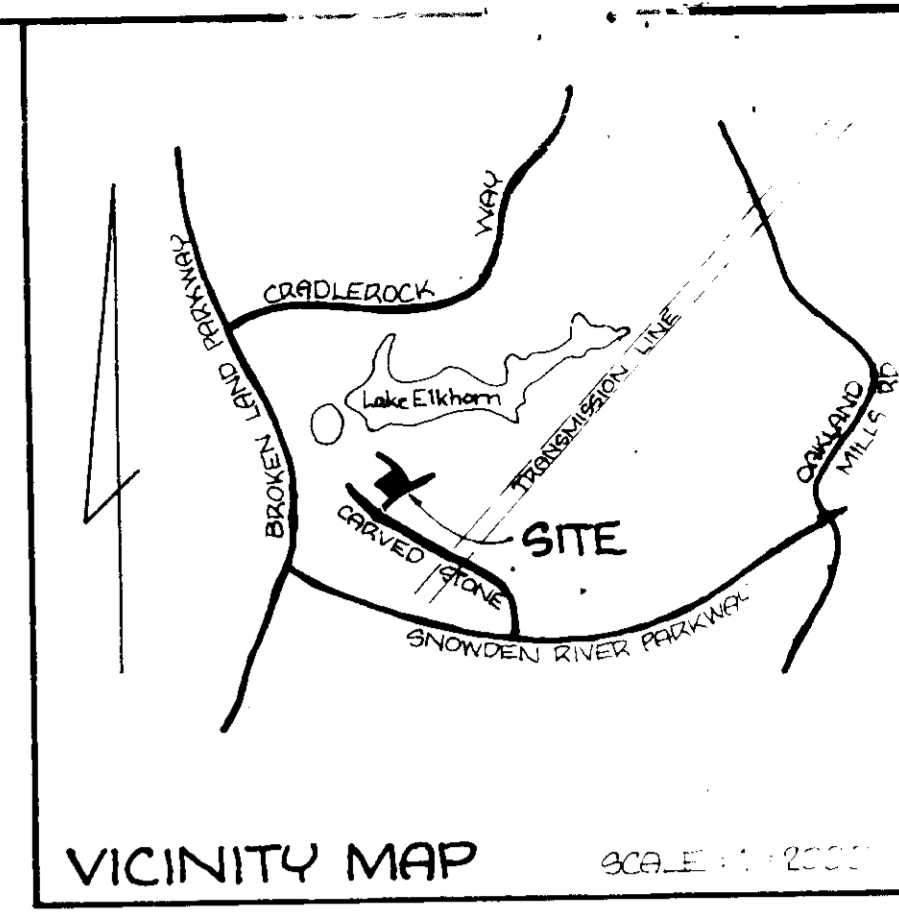 WAY
CRADLEROCK
BROKEN LAND PARKWAY
Lake Elkhorn
TRANSMISSION LINE
OAKLAND
MILLS RD
SITE
CARVED STONE
SNOWDEN RIVER PARKWAY
VICINITY MAP
SCALE